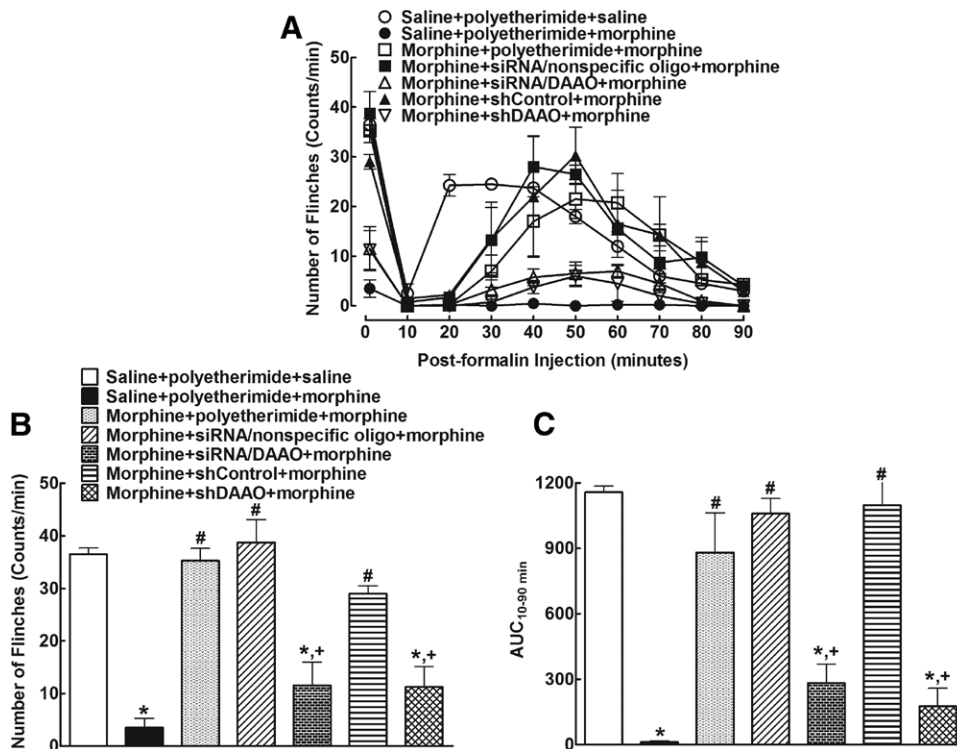 A
Saline+polyetherimide+saline
Saline+polyetherimide+morphine
Morphine+polyetherimide+morphine
Morphine+siRNA/nonspecific oligo+morphine
Morphine+siRNA/DAAO+morphine
Morphine+shControl+morphine
Morphine+shDAAO+morphine
Number of Flinches (Counts/min)
50
40
30
20
10
0
0 10 20 30 40 50 60 70 80 90
Post-formalin Injection (minutes)
B
Saline+polyetherimide+saline
Saline+polyetherimide+morphine
Morphine+polyetherimide+morphine
Morphine+siRNA/nonspecific oligo+morphine
Morphine+siRNA/DAAO+morphine
Morphine+shControl+morphine
Morphine+shDAAO+morphine
Number of Flinches (Counts/min)
50
40
30
20
10
0
* # # *,+ # *,+
C
AUC10-90 min
1200
900
600
300
0
* # # *,+ # *,+